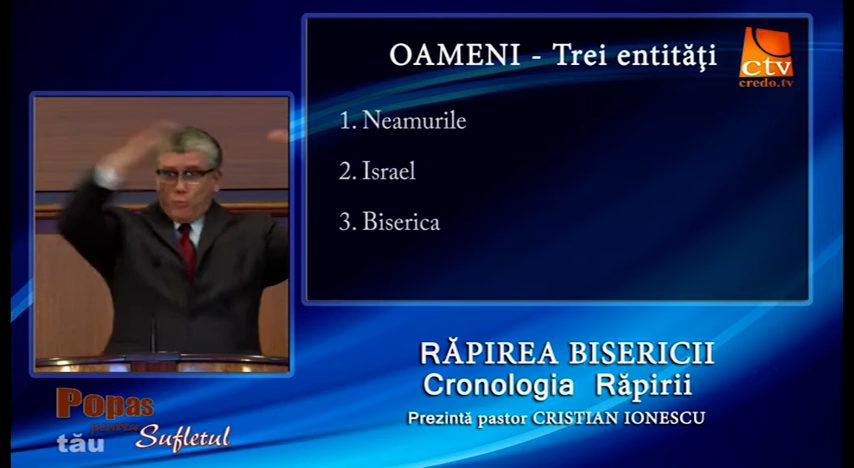 OAMENI - Trei entităţi
ctv
credo.tv
1. Neamurile
2. Israel
3. Biserica
RĂPIREA BISERICII
Cronologia Răpirii
Prezintă pastor CRISTIAN IONESCU
Popas
pentru
Sufletul
tău